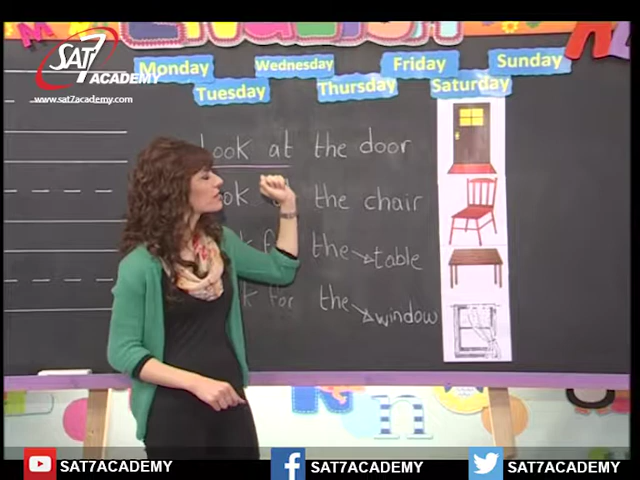 SAT7
ACADEMY
www.sat7academy.com
Monday
Tuesday
Wednesday
Thursday
Friday
Saturday
Sunday
Look at the door
the chair
the table
for the window
n
SAT7ACADEMY
SAT7ACADEMY
SAT7ACADEMY